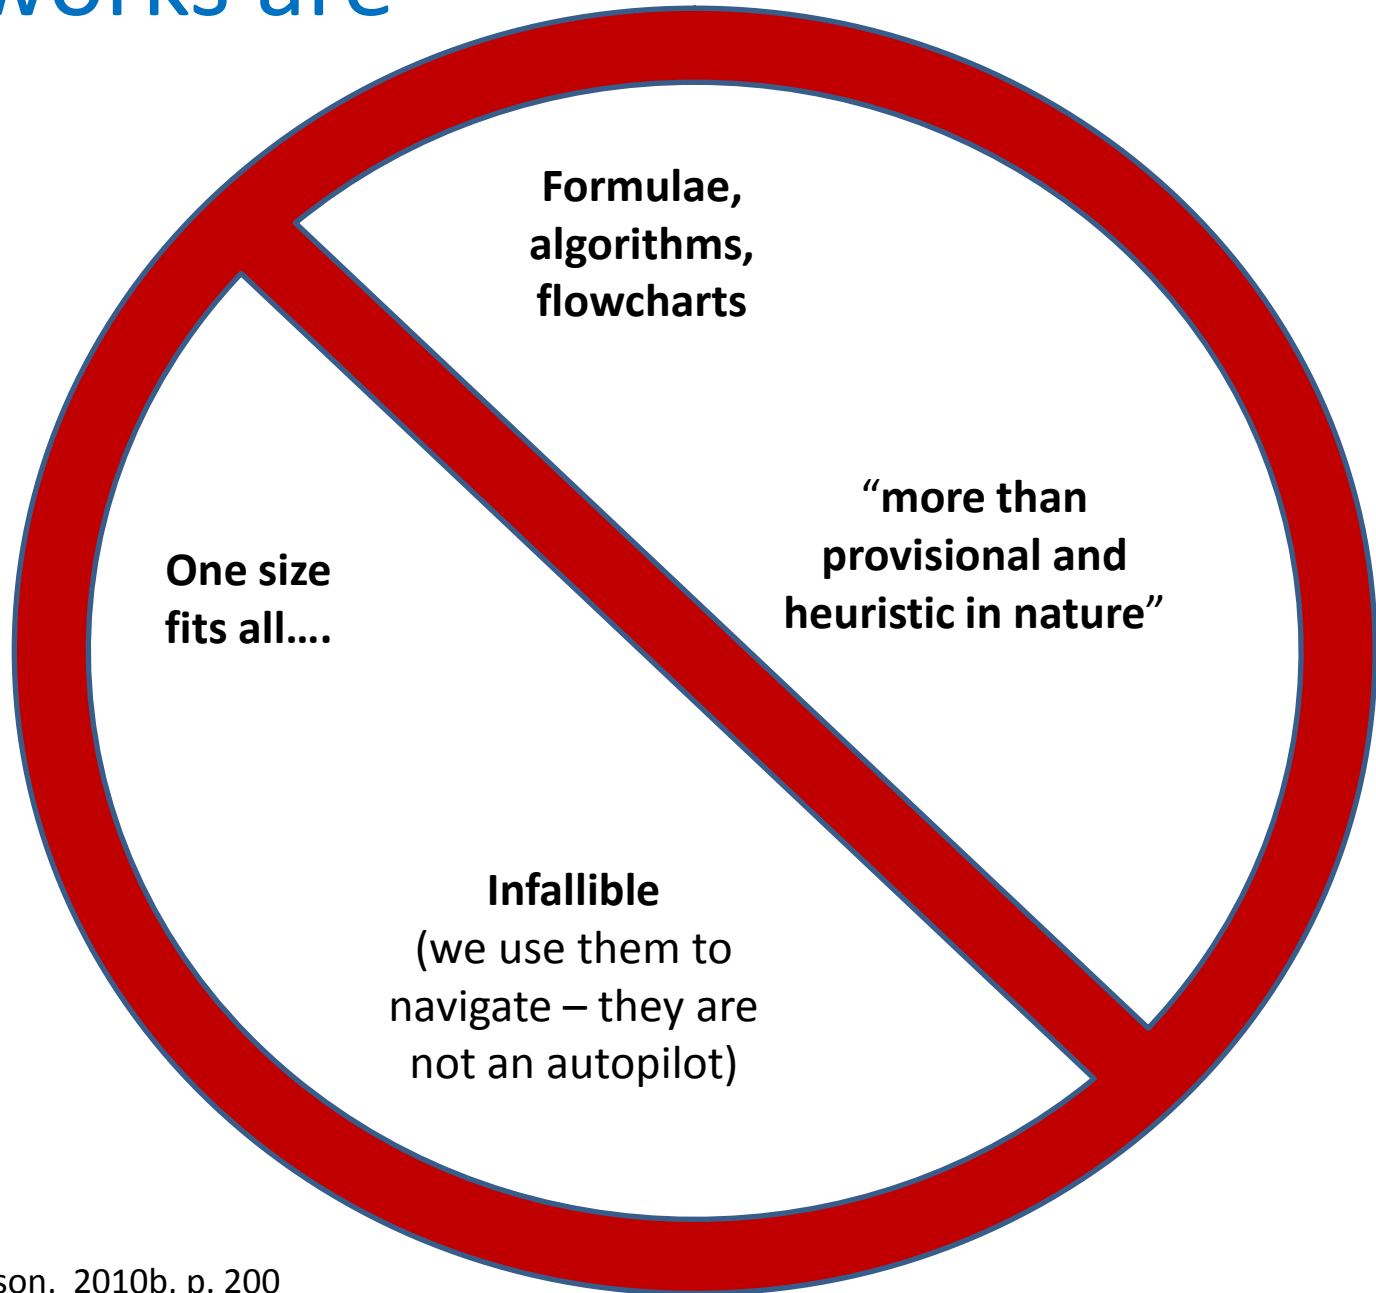 works are
Formulae,
algorithms,
flowcharts
“more than
provisional and
heuristic in nature”
One size
fits all….
Infallible
(we use them to
navigate – they are
not an autopilot)
son, 2010b, p. 200